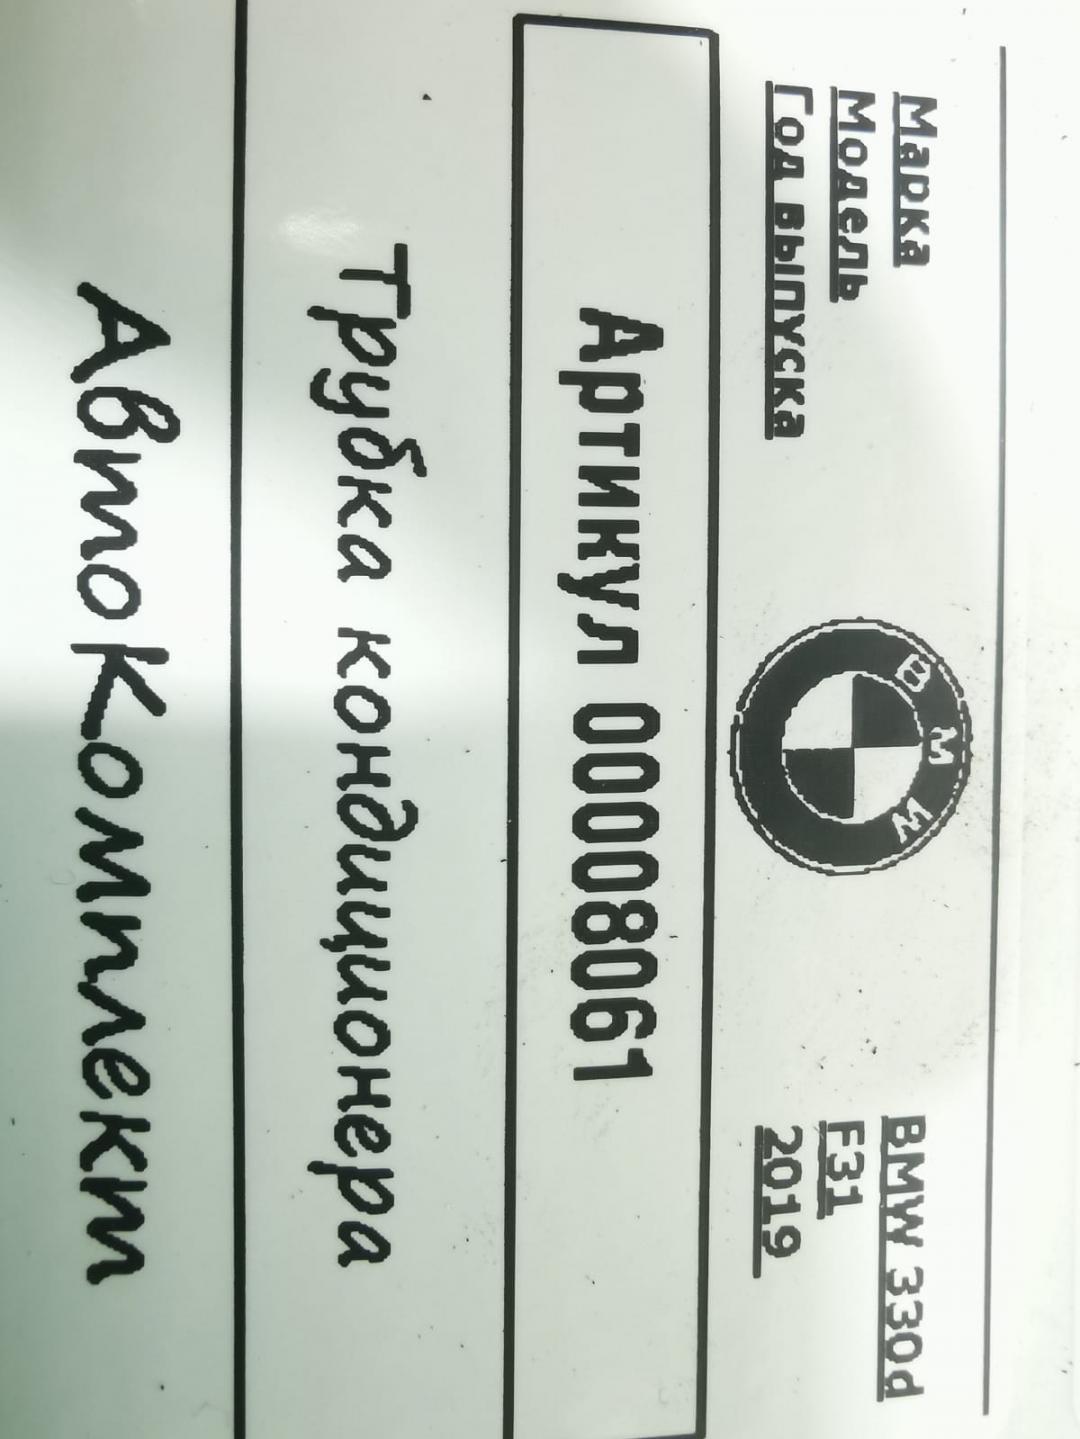 Марка BMW 330d
Модель F31
Год выпуска 2019
BMW
Артикул 00008061
Трубка кондиционера
АвтоКомплект